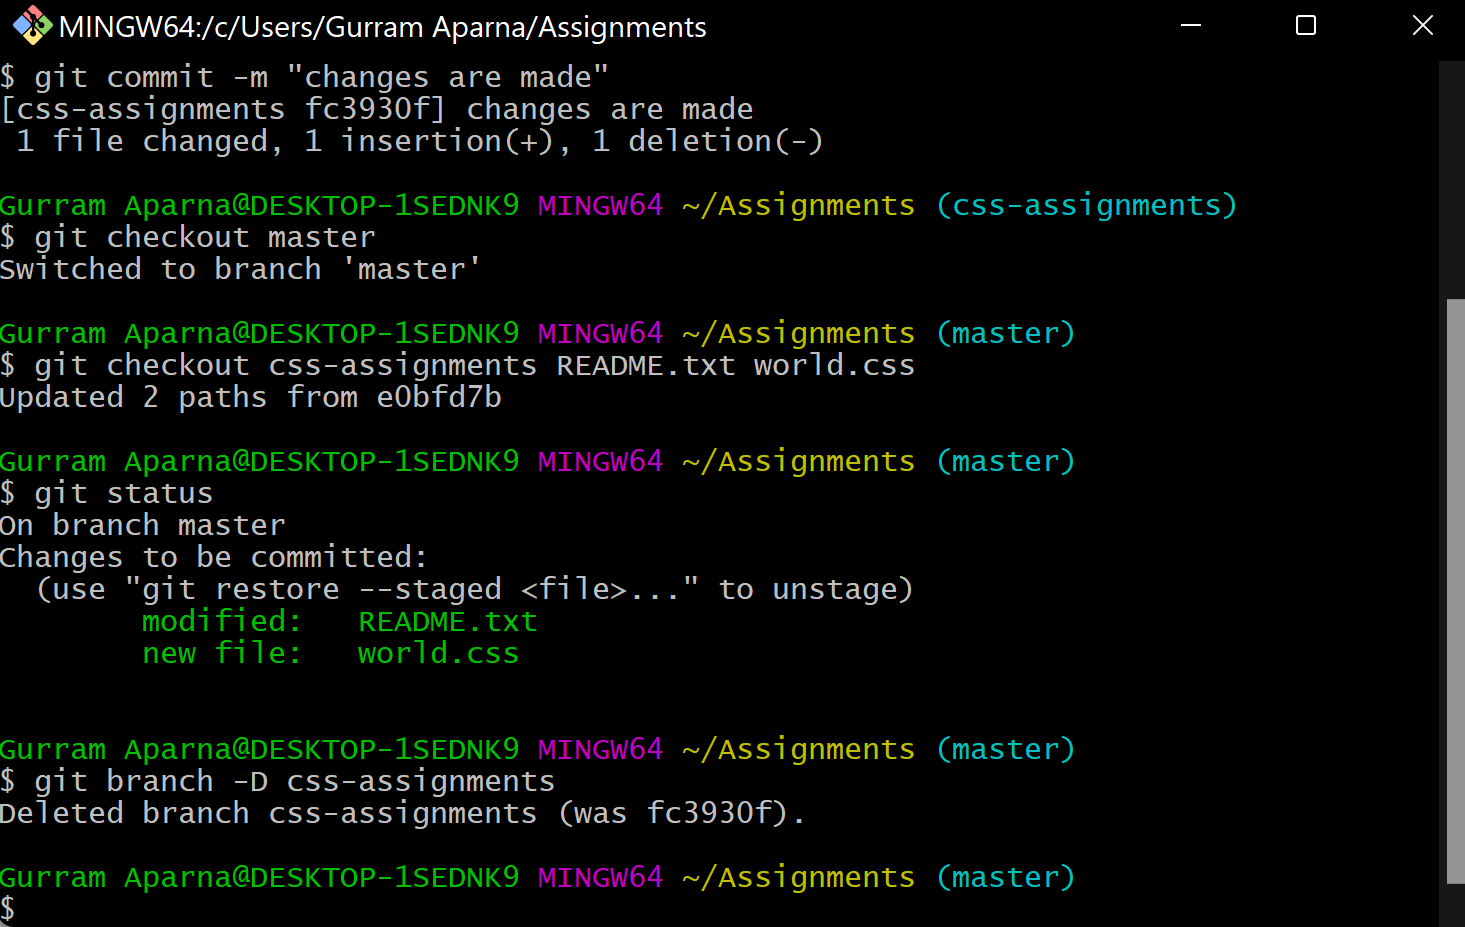 MINGW64:/c/Users/Gurram Aparna/Assignments
$ git commit -m "changes are made"
[css-assignments fc3930f] changes are made
 1 file changed, 1 insertion(+), 1 deletion(-)
Gurram Aparna@DESKTOP-1SEDNK9 MINGW64 ~/Assignments (css-assignments)
$ git checkout master
Switched to branch 'master'
Gurram Aparna@DESKTOP-1SEDNK9 MINGW64 ~/Assignments (master)
$ git checkout css-assignments README.txt world.css
Updated 2 paths from e0bfd7b
Gurram Aparna@DESKTOP-1SEDNK9 MINGW64 ~/Assignments (master)
$ git status
On branch master
Changes to be committed:
  (use "git restore --staged <file>..." to unstage)
        modified:   README.txt
        new file:   world.css
Gurram Aparna@DESKTOP-1SEDNK9 MINGW64 ~/Assignments (master)
$ git branch -D css-assignments
Deleted branch css-assignments (was fc3930f).
Gurram Aparna@DESKTOP-1SEDNK9 MINGW64 ~/Assignments (master)
$